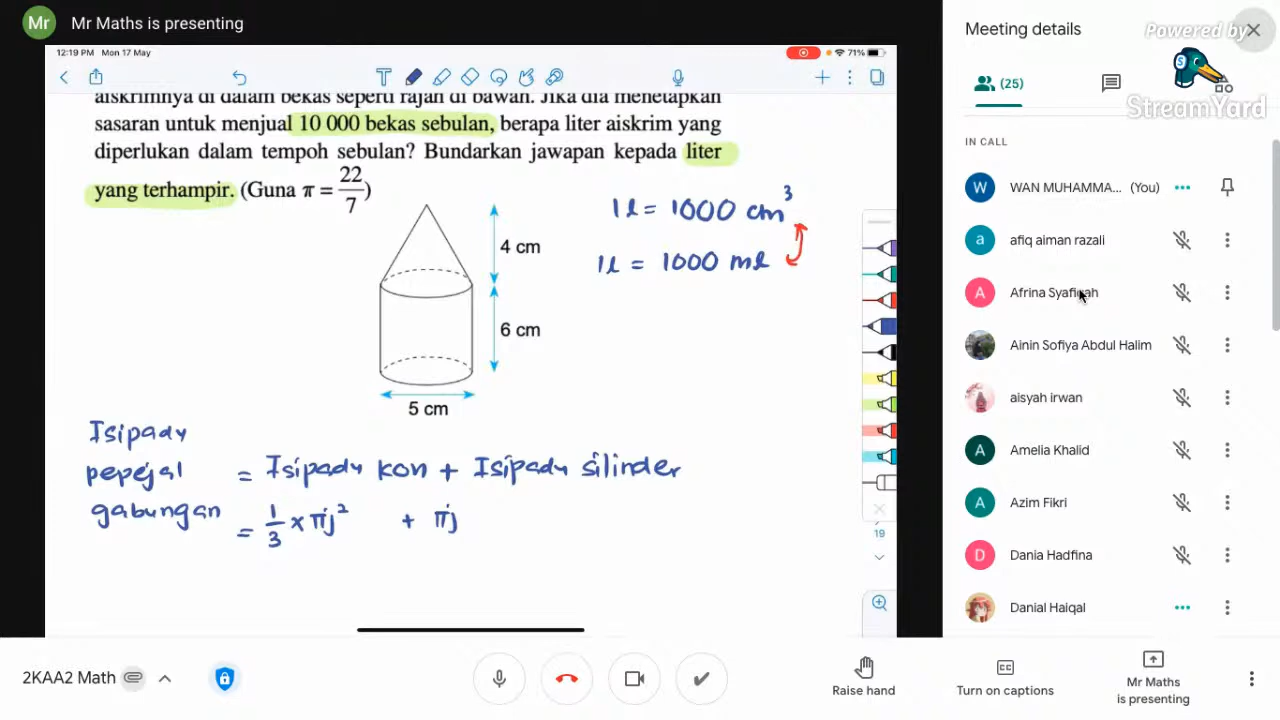 Mr Mr Maths is presenting
12:19 PM Mon 17 May
71%
aiskrimnya di dalam bekas seperti rajah di bawah. Jika dia menetapkan
sasaran untuk menjual 10 000 bekas sebulan, berapa liter aiskrim yang
diperlukan dalam tempoh sebulan? Bundarkan jawapan kepada liter
yang terhampir. (Guna π = 22/7)
1l = 1000 cm³
1l = 1000 ml
4 cm
6 cm
5 cm
Isipadu
pepejal = Isipadu kon + Isipadu silinder
gabungan = 1/3 × πj² + πj
19
Meeting details
Powered by
StreamYard
(25)
IN CALL
W WAN MUHAMMA... (You)
a afiq aiman razali
A Afrina Syafiqah
Ainin Sofiya Abdul Halim
aisyah irwan
A Amelia Khalid
A Azim Fikri
D Dania Hadfina
Danial Haiqal
2KAA2 Math
Raise hand
Turn on captions
Mr Maths
is presenting